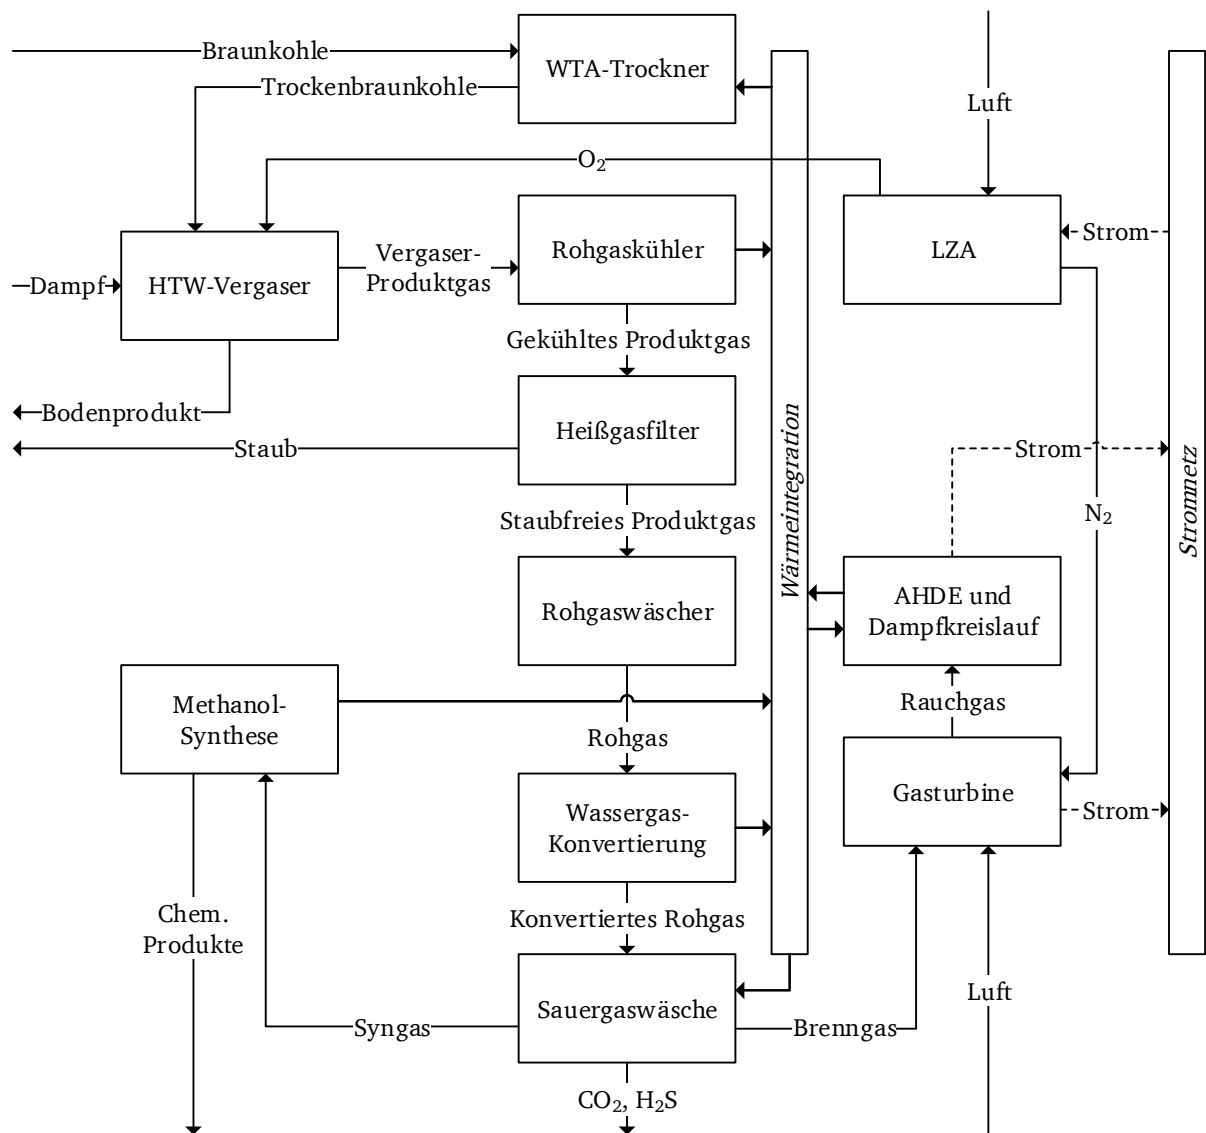 Braunkohle
WTA-Trockner
Trockenbraunkohle
Luft
O₂
Rohgaskühler
LZA
Strom
Vergaser-
Produktgas
Dampf
HTW-Vergaser
Gekühltes Produktgas
Bodenprodukt
Heißgasfilter
Staub
Strom
Wärmeintegration
Stromnetz
Staubfreies Produktgas
N₂
Rohgaswäscher
AHDE und
Dampfkreislauf
Methanol-
Synthese
Rauchgas
Rohgas
Gasturbine
Strom
Wassergas-
Konvertierung
Chem.
Produkte
Konvertiertes Rohgas
Luft
Sauergaswäsche
Syngas
Brenngas
CO₂, H₂S